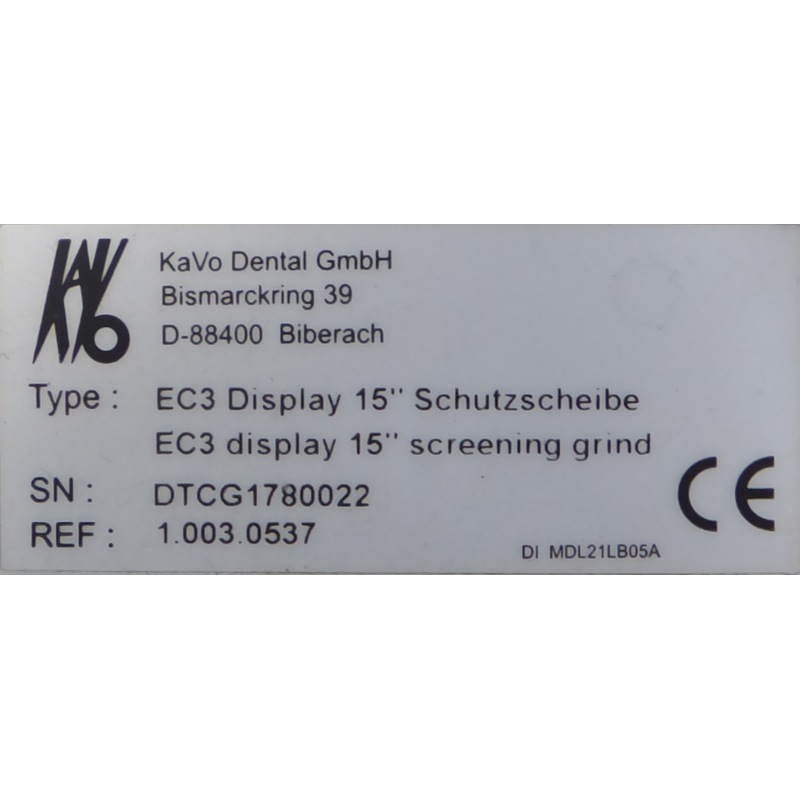 KAVO
KaVo Dental GmbH
Bismarckring 39
D-88400 Biberach
Type : EC3 Display 15" Schutzscheibe
EC3 display 15" screening grind
SN : DTCG1780022
REF : 1.003.0537
CE
DI MDL21LB05A